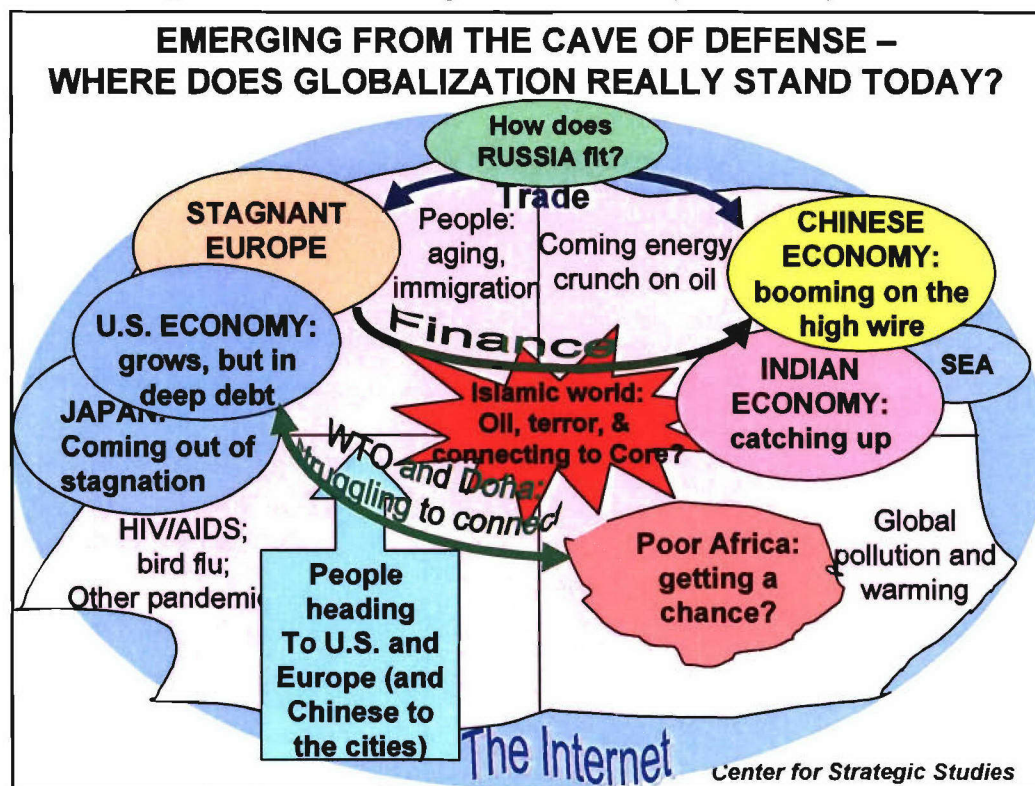 EMERGING FROM THE CAVE OF DEFENSE –
WHERE DOES GLOBALIZATION REALLY STAND TODAY?
How does
RUSSIA fit?
Trade
STAGNANT
EUROPE
People:
aging,
immigration
Coming energy
crunch on oil
CHINESE
ECONOMY:
booming on the
high wire
U.S. ECONOMY:
grows, but in
deep debt
Finance
Islamic world:
Oil, terror, &
connecting to Core?
INDIAN
ECONOMY:
catching up
SEA
JAPAN:
Coming out of
stagnation
WTO and Doha:
struggling to connect
HIV/AIDS;
bird flu;
Other pandemic
People
heading
To U.S. and
Europe (and
Chinese to
the cities)
Poor Africa:
getting a
chance?
Global
pollution and
warming
The Internet
Center for Strategic Studies